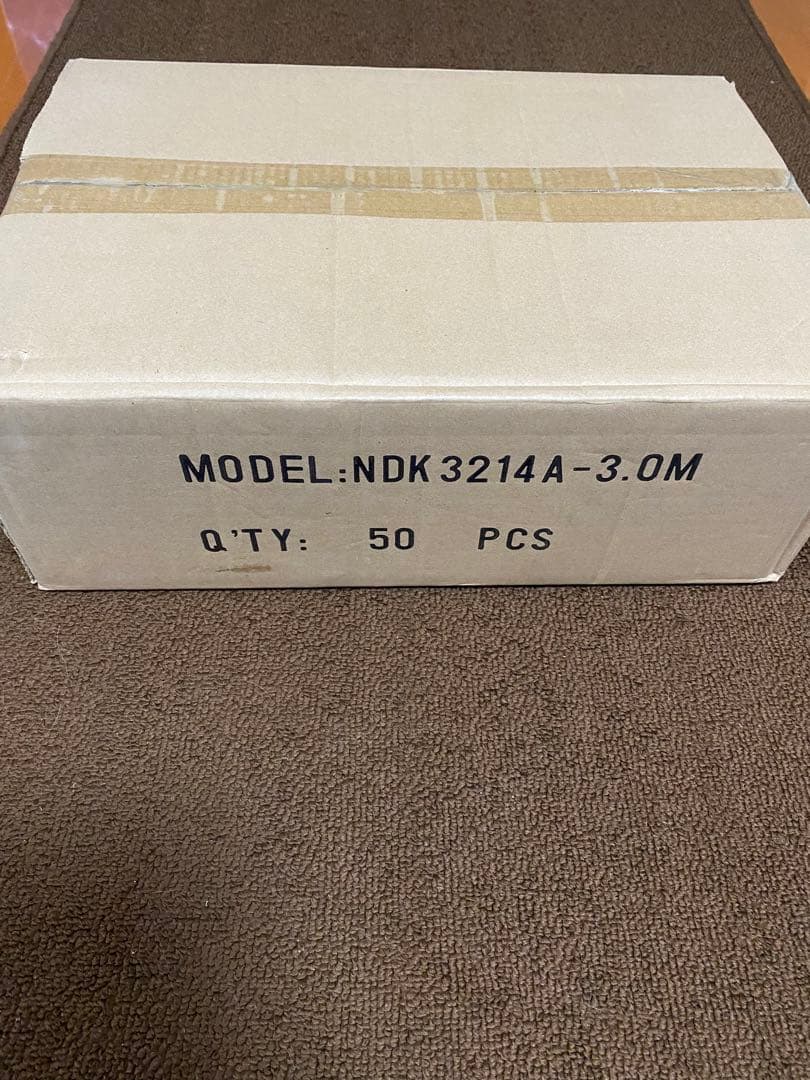 MODEL:NDK3214A-3.0M
Q'TY: 50 PCS